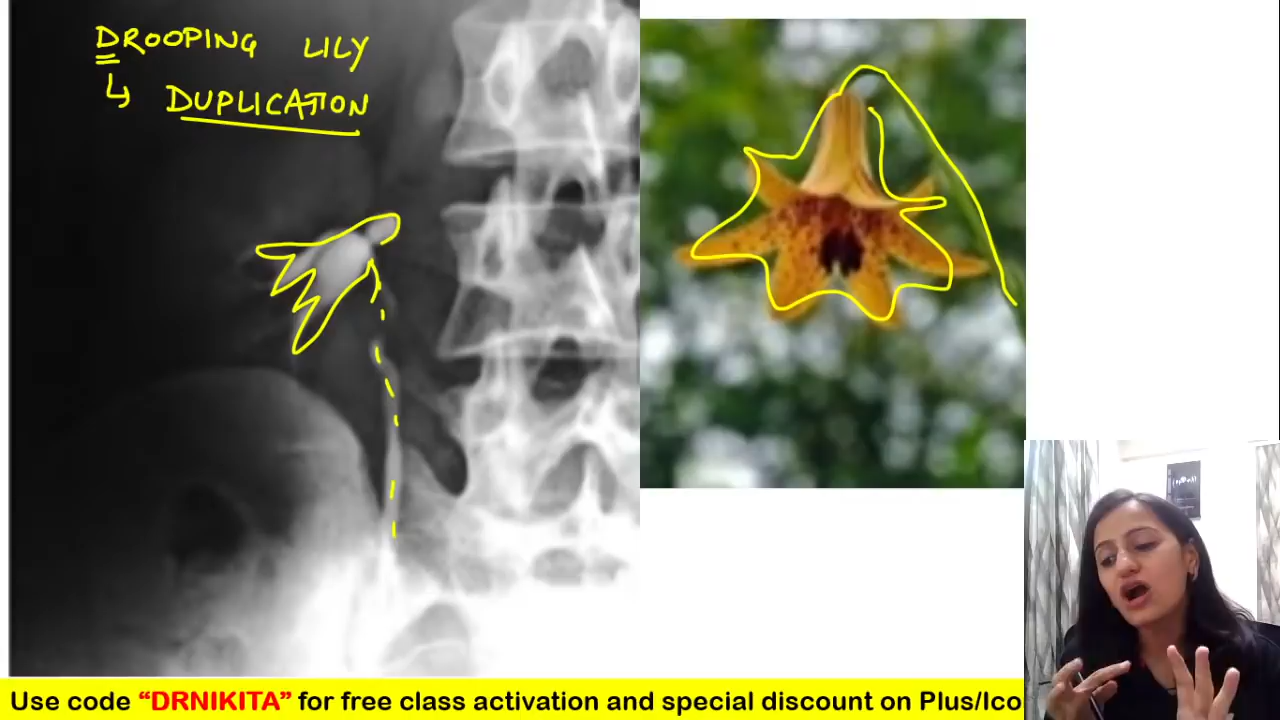 DROOPING LILY
↳ DUPLICATION
Use code “DRNIKITA” for free class activation and special discount on Plus/Ico